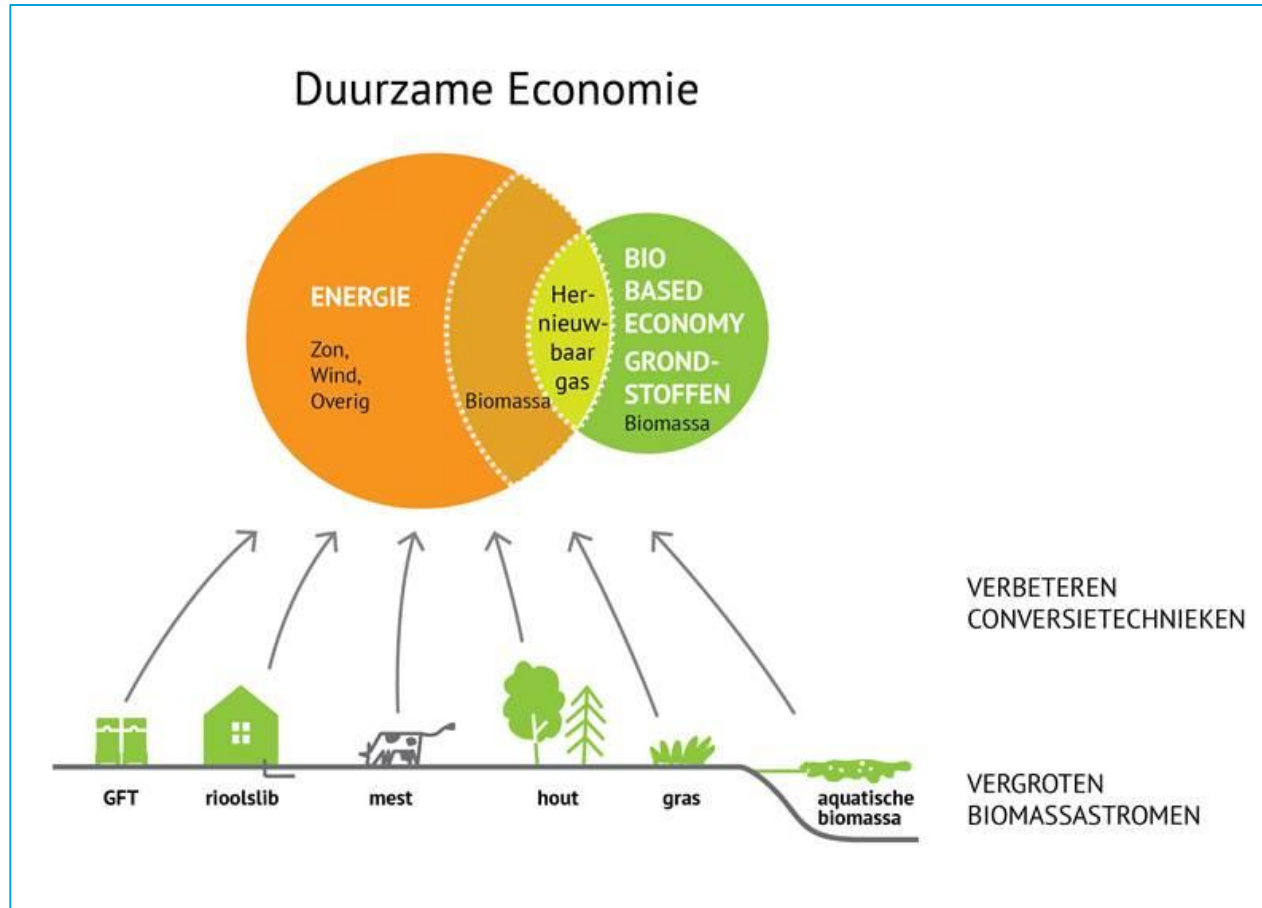 Duurzame Economie
ENERGIE
Zon,
Wind,
Overig
Biomassa
Her-
nieuw-
baar
gas
BIO
BASED
ECONOMY
GROND-
STOFFEN
Biomassa
VERBETEREN
CONVERSIETECHNIEKEN
GFT
rioolslib
mest
hout
gras
aquatische
biomassa
VERGROTEN
BIOMASSASTROMEN